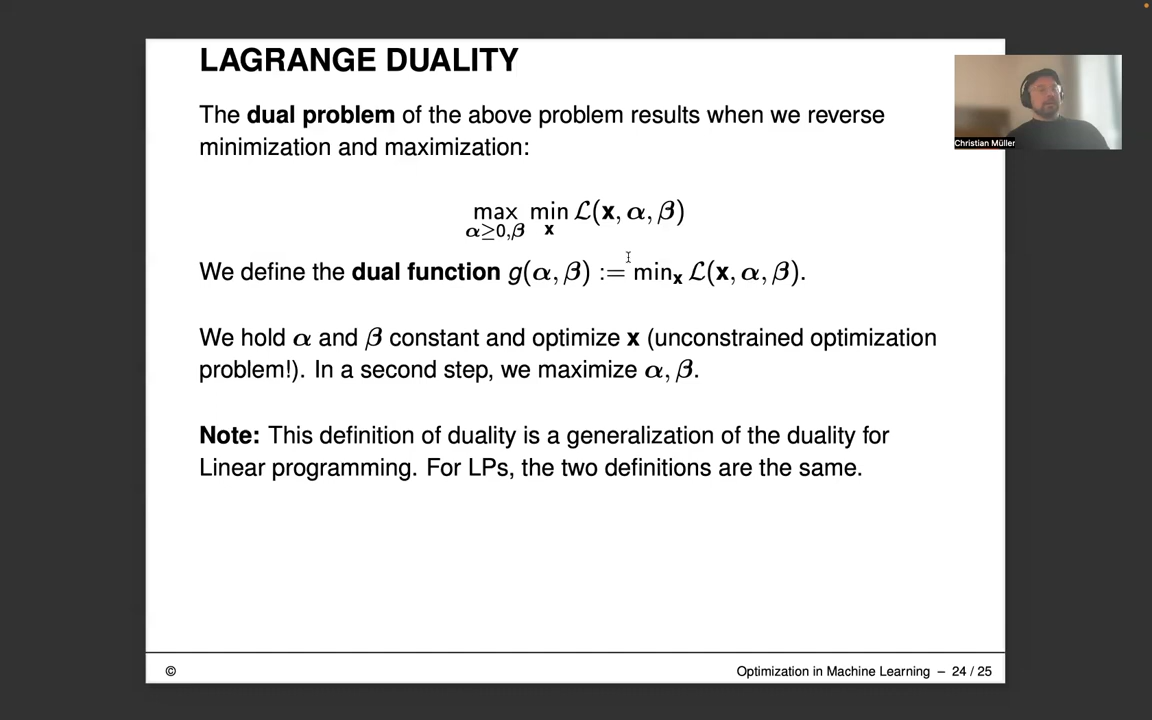 LAGRANGE DUALITY
The dual problem of the above problem results when we reverse
minimization and maximization:
max min ℒ(x, α, β)
α≥0,β x
We define the dual function g(α, β) := minₓ ℒ(x, α, β).
We hold α and β constant and optimize x (unconstrained optimization
problem!). In a second step, we maximize α, β.
Note: This definition of duality is a generalization of the duality for
Linear programming. For LPs, the two definitions are the same.
© Optimization in Machine Learning – 24 / 25
Christian Müller